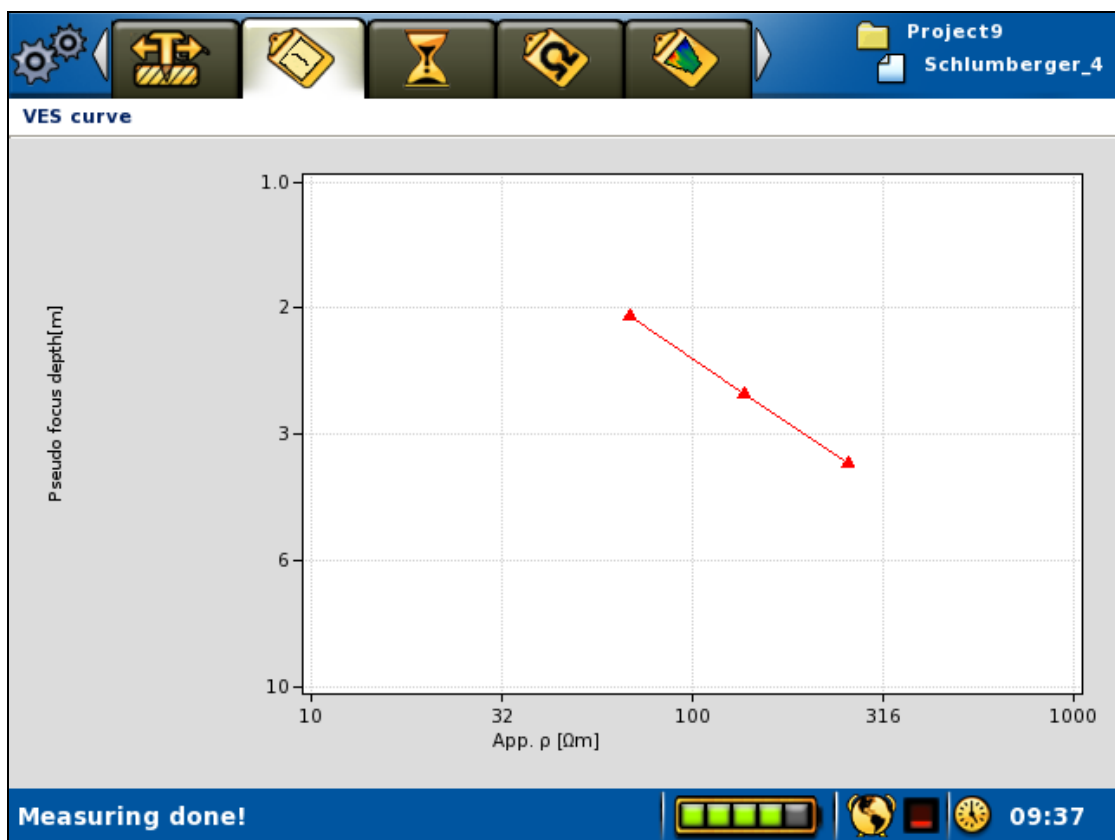 Project9
Schlumberger_4
VES curve
1.0
2
3
6
10
Pseudo focus depth[m]
10 32 100 316 1000
App. ρ [Ωm]
Measuring done!
09:37